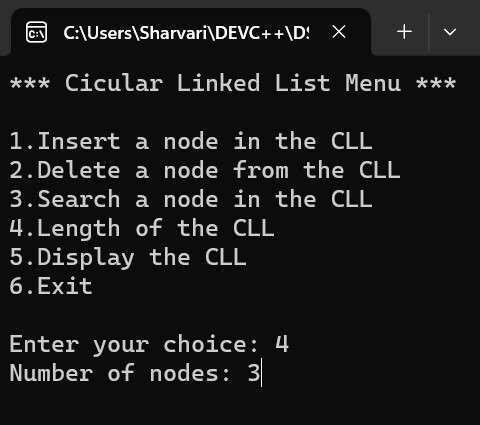 C:\Users\Sharvari\DEVC++\DS
*** Cicular Linked List Menu ***
1.Insert a node in the CLL
2.Delete a node from the CLL
3.Search a node in the CLL
4.Length of the CLL
5.Display the CLL
6.Exit
Enter your choice: 4
Number of nodes: 3